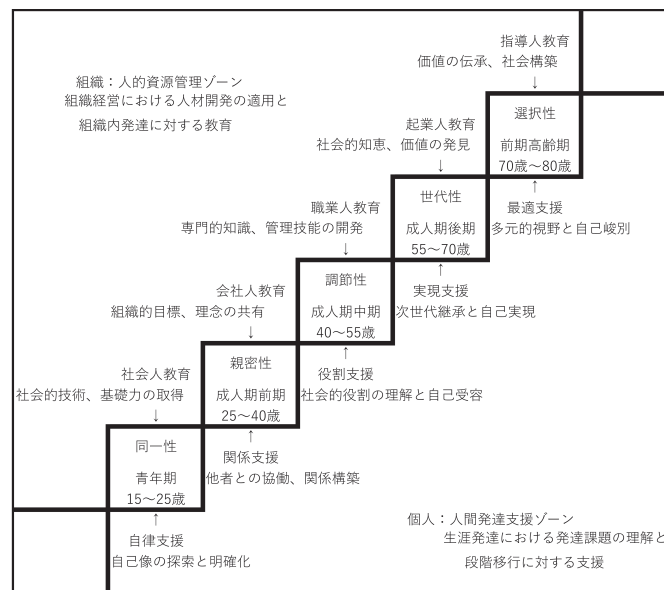 指導人教育
価値の伝承、社会構築
↓
組織：人的資源管理ゾーン
組織経営における人材開発の適用と
組織内発達に対する教育
選択性
前期高齢期
70歳～80歳
起業人教育
社会的知恵、価値の発見
↓
↑
最適支援
多元的視野と自己峻別
世代性
成人期後期
55～70歳
職業人教育
専門的知識、管理技能の開発
↓
↑
実現支援
次世代継承と自己実現
調節性
成人期中期
40～55歳
会社人教育
組織的目標、理念の共有
↓
↑
役割支援
社会的役割の理解と自己受容
親密性
成人期前期
25～40歳
社会人教育
社会的技術、基礎力の取得
↓
↑
関係支援
他者との協働、関係構築
同一性
青年期
15～25歳
↑
自律支援
自己像の探索と明確化
個人：人間発達支援ゾーン
生涯発達における発達課題の理解と
段階移行に対する支援